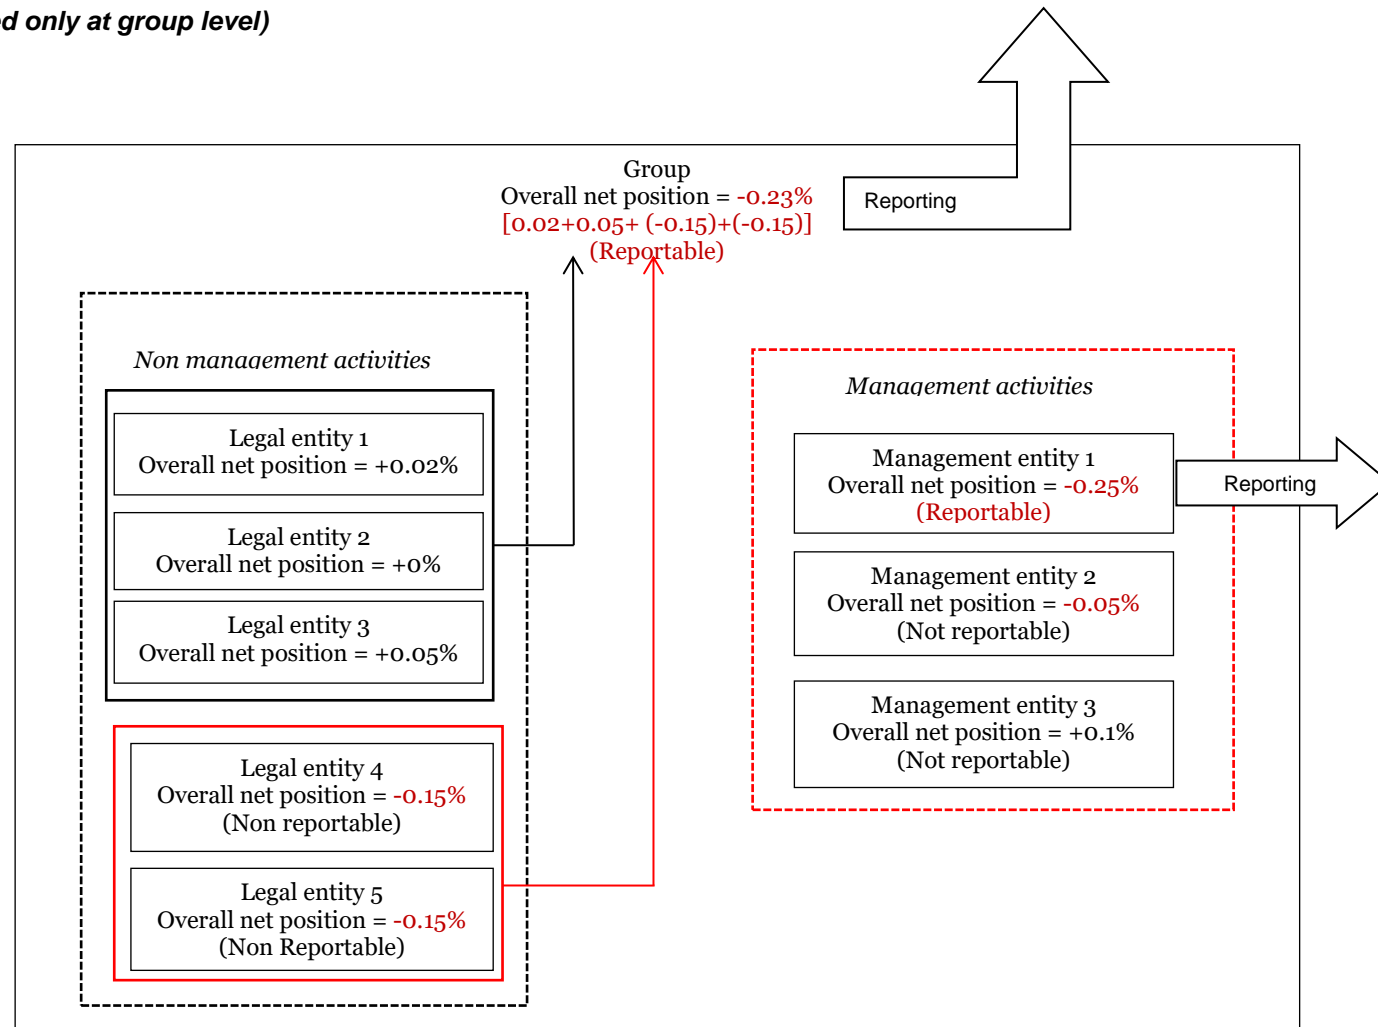 ed only at group level)
Group
Overall net position = -0.23%
[0.02+0.05+ (-0.15)+(-0.15)]
(Reportable)
Reporting
Non management activities
Legal entity 1
Overall net position = +0.02%
Legal entity 2
Overall net position = +0%
Legal entity 3
Overall net position = +0.05%
Legal entity 4
Overall net position = -0.15%
(Non reportable)
Legal entity 5
Overall net position = -0.15%
(Non Reportable)
Management activities
Management entity 1
Overall net position = -0.25%
(Reportable)
Reporting
Management entity 2
Overall net position = -0.05%
(Not reportable)
Management entity 3
Overall net position = +0.1%
(Not reportable)